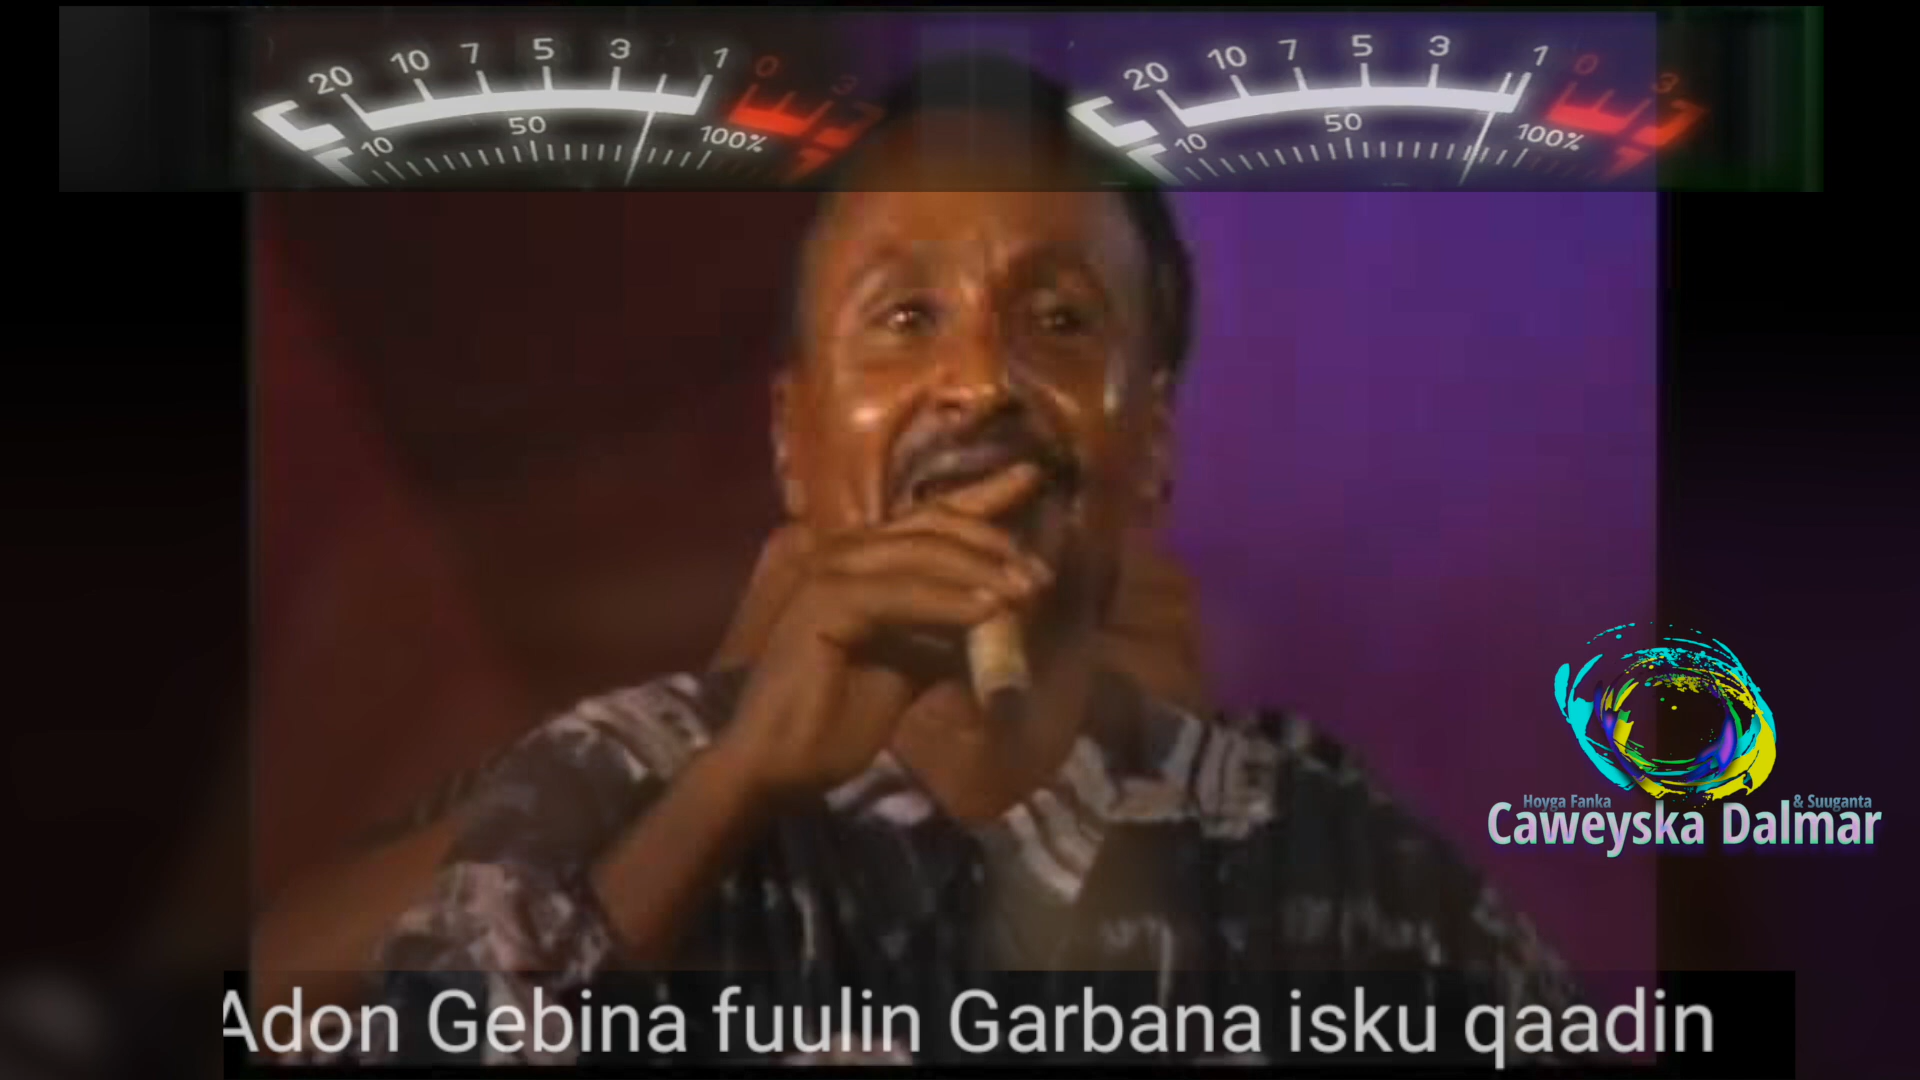 20 10 7 5 3 1 0 3
10 50 100%
20 10 7 5 3 1 0 3
10 50 100%
Hoyga Fanka & Suuganta
Caweyska Dalmar
Adon Gebina fuulin Garbana isku qaadin